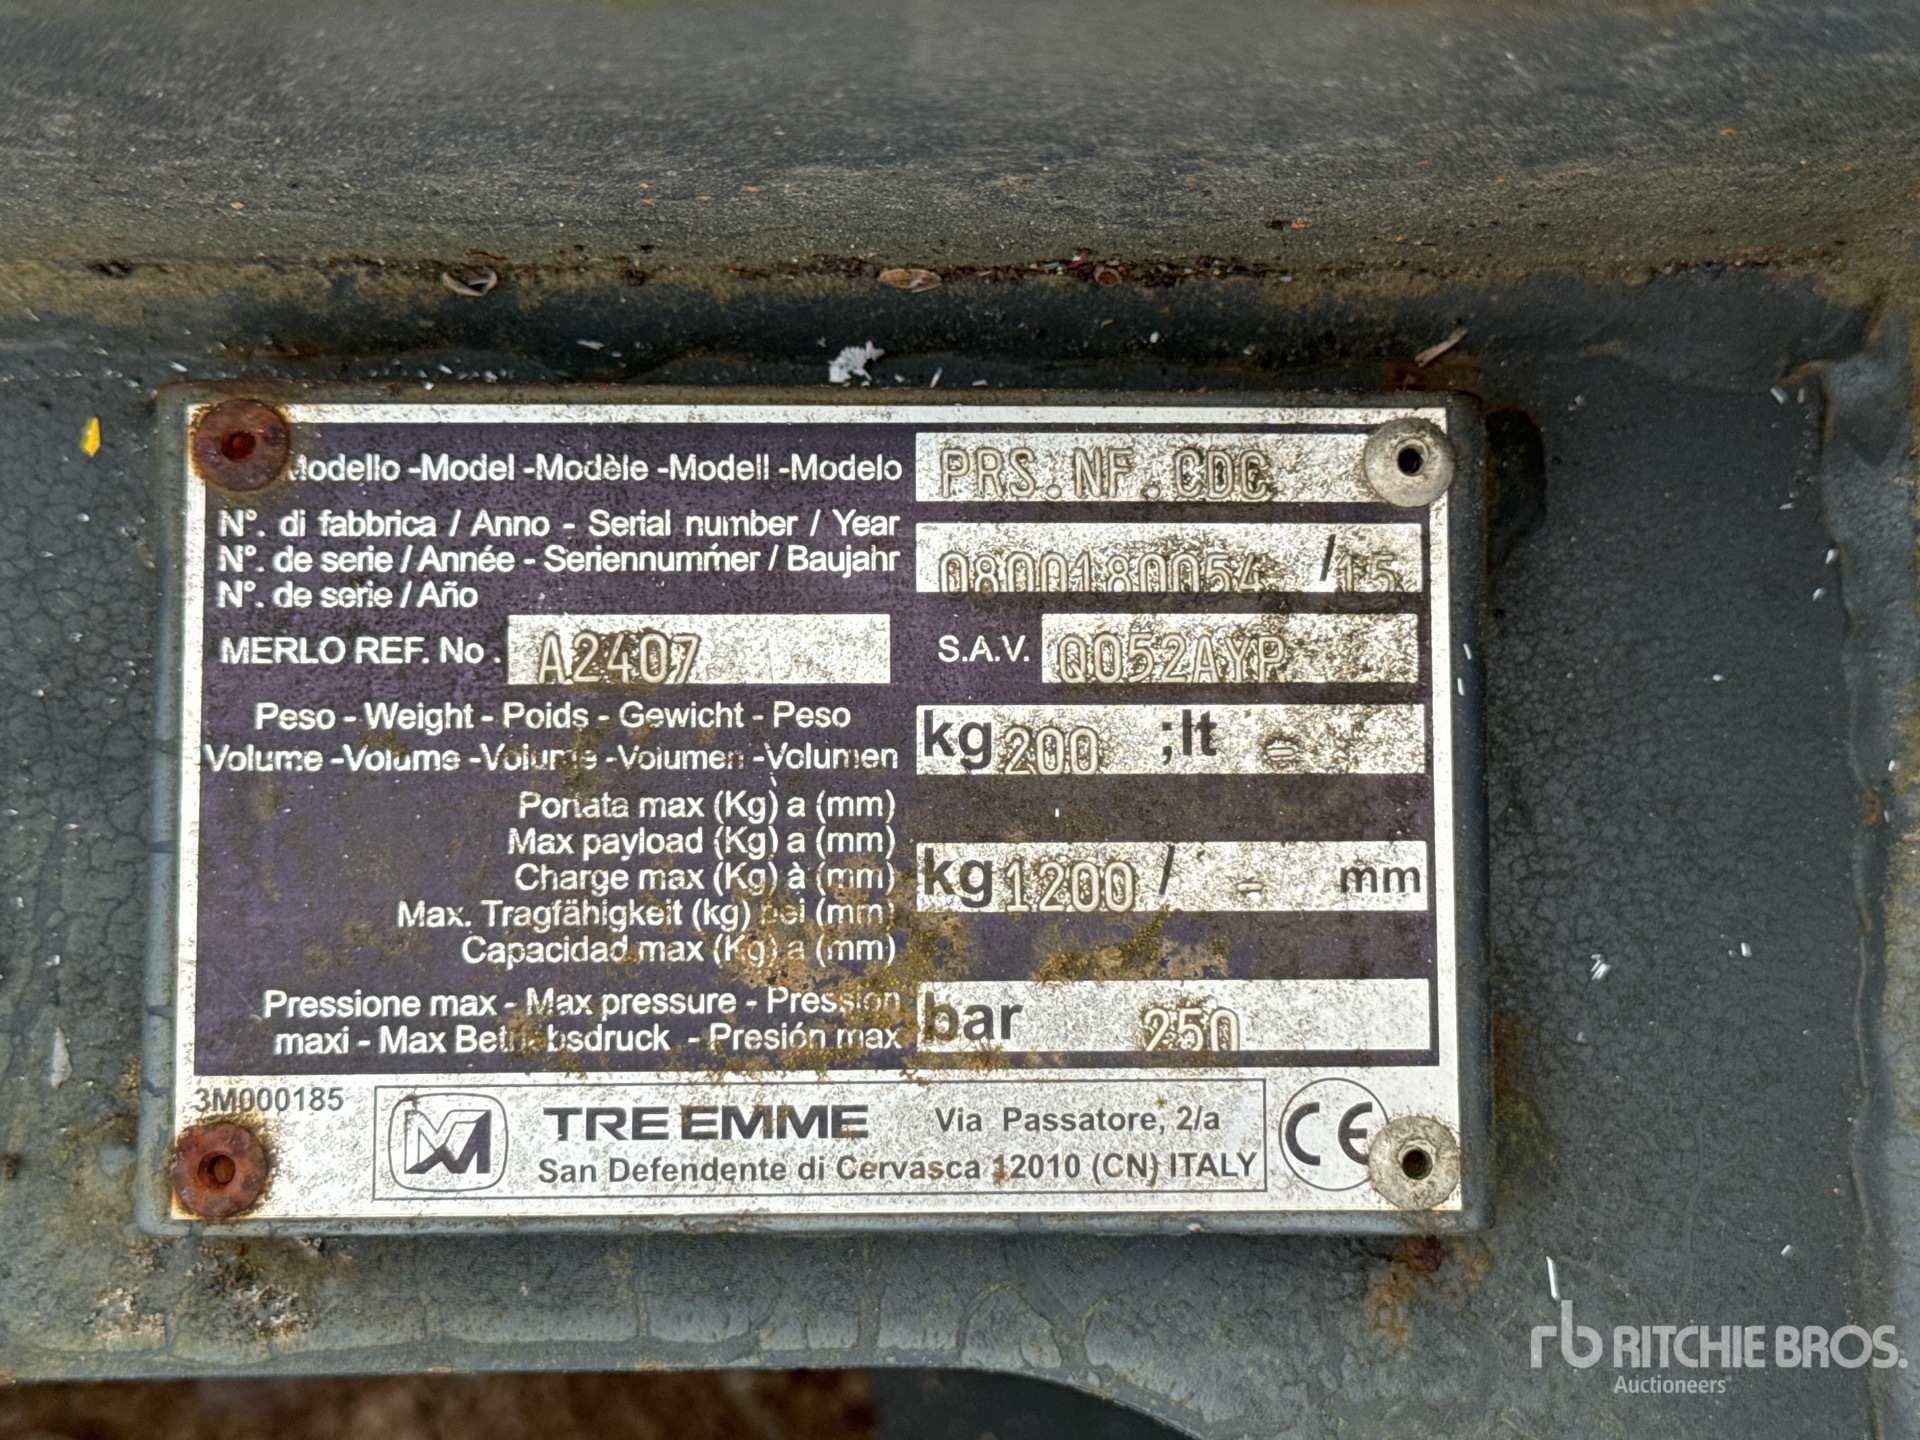 Modello -Model -Modèle -Modell -Modelo PRS.NF.CDC
N°. di fabbrica / Anno - Serial number / Year
N°. de serie / Année - Seriennummer / Baujahr 0800180054 /15
N°. de serie / Año
MERLO REF. No. A2407 S.A.V. Q052AYP
Peso - Weight - Poids - Gewicht - Peso
Volume -Volume -Volume -Volumen -Volumen kg 200 ;lt -
Portata max (Kg) a (mm)
Max payload (Kg) a (mm)
Charge max (Kg) à (mm) kg 1200 / - mm
Max. Tragfähigkeit (kg) bei (mm)
Capacidad max (Kg) a (mm)
Pressione max - Max pressure - Pression
maxi - Max Betriebsdruck - Presión max bar 250
3M000185
TRE EMME Via Passatore, 2/a
San Defendente di Cervasca 12010 (CN) ITALY
CE
rb RITCHIE BROS.
Auctioneers